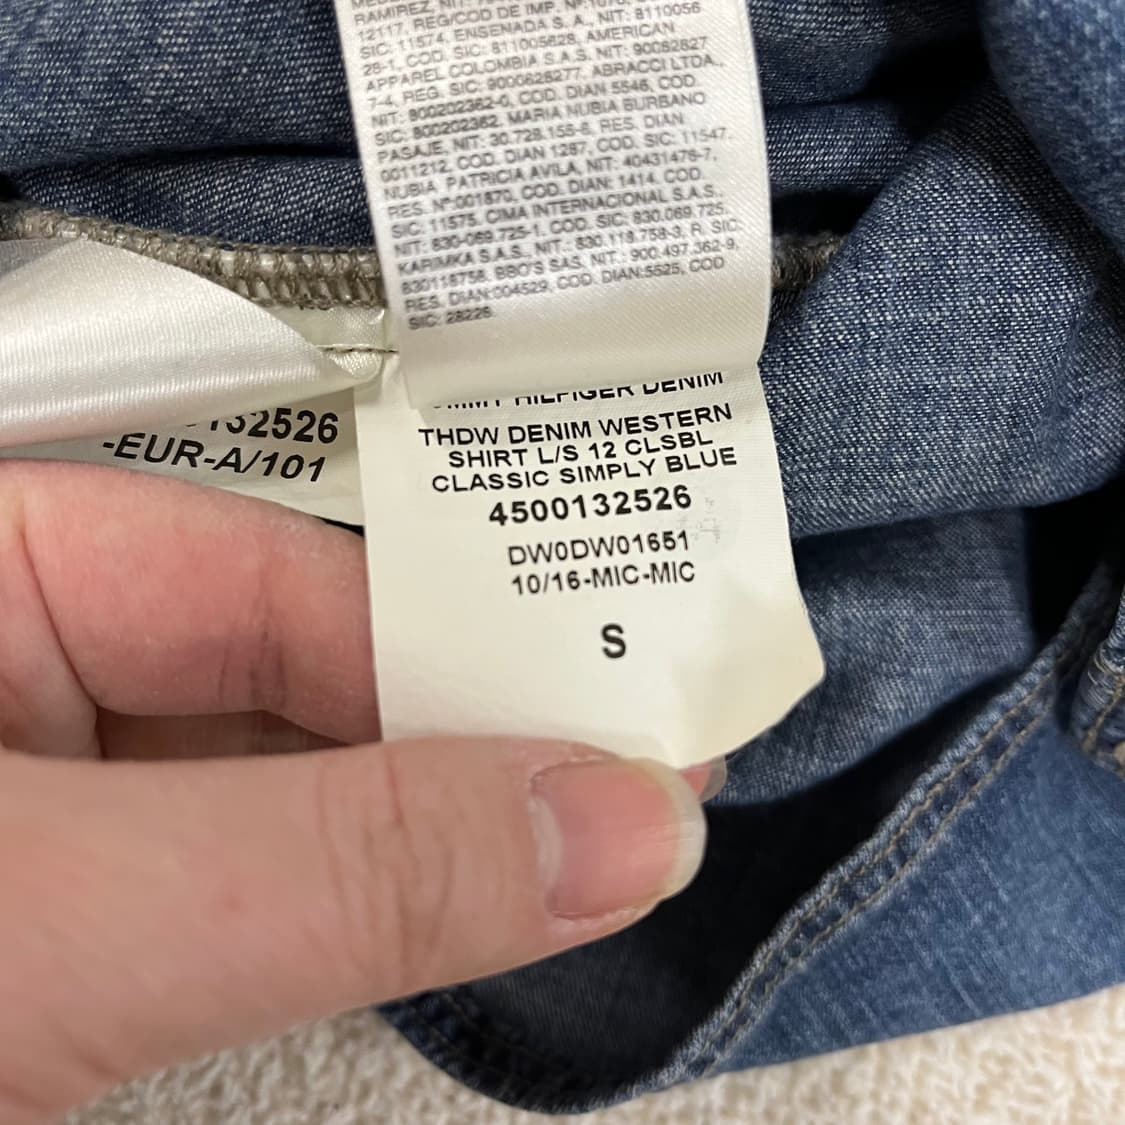 RAMIREZ, NIT:
12117, REG/COD DE IMP.
SIC: 11574, ENSENADA S. A., NIT: 8110056
28-1, COD. SIC: 811005628, AMERICAN
APPAREL COLOMBIA S.A.S, NIT: 90082827
7-4, REG. SIC: 9000828277, ABRACCI LTDA.,
NIT: 800202362-0, COD. DIAN 5546, COD.
SIC: 800202362, MARIA NUBIA BURBANO
PASAJE, NIT: 30.728.156-6, RES. DIAN
0011212, COD. DIAN 1287, COD. SIC: 11547.
NUBIA, PATRICIA AVILA, NIT: 40431476-7,
RES. Nº:001870, COD. DIAN: 1414, COD.
SIC: 11575, CIMA INTERNACIONAL S.A.S.,
NIT: 830-069.725-1, COD. SIC: 830.069.725,
KARIMKA S.A.S., NIT.: 830.118.758-3, R. SIC:
830118758, BBO'S SAS, NIT.: 900.497.362-9,
RES. DIAN:004529, COD. DIAN:5525, COD
SIC: 28226
HILFIGER DENIM
THDW DENIM WESTERN
SHIRT L/S 12 CLSBL
CLASSIC SIMPLY BLUE
4500132526
DW0DW01651
10/16-MIC-MIC
S
132526
-EUR-A/101